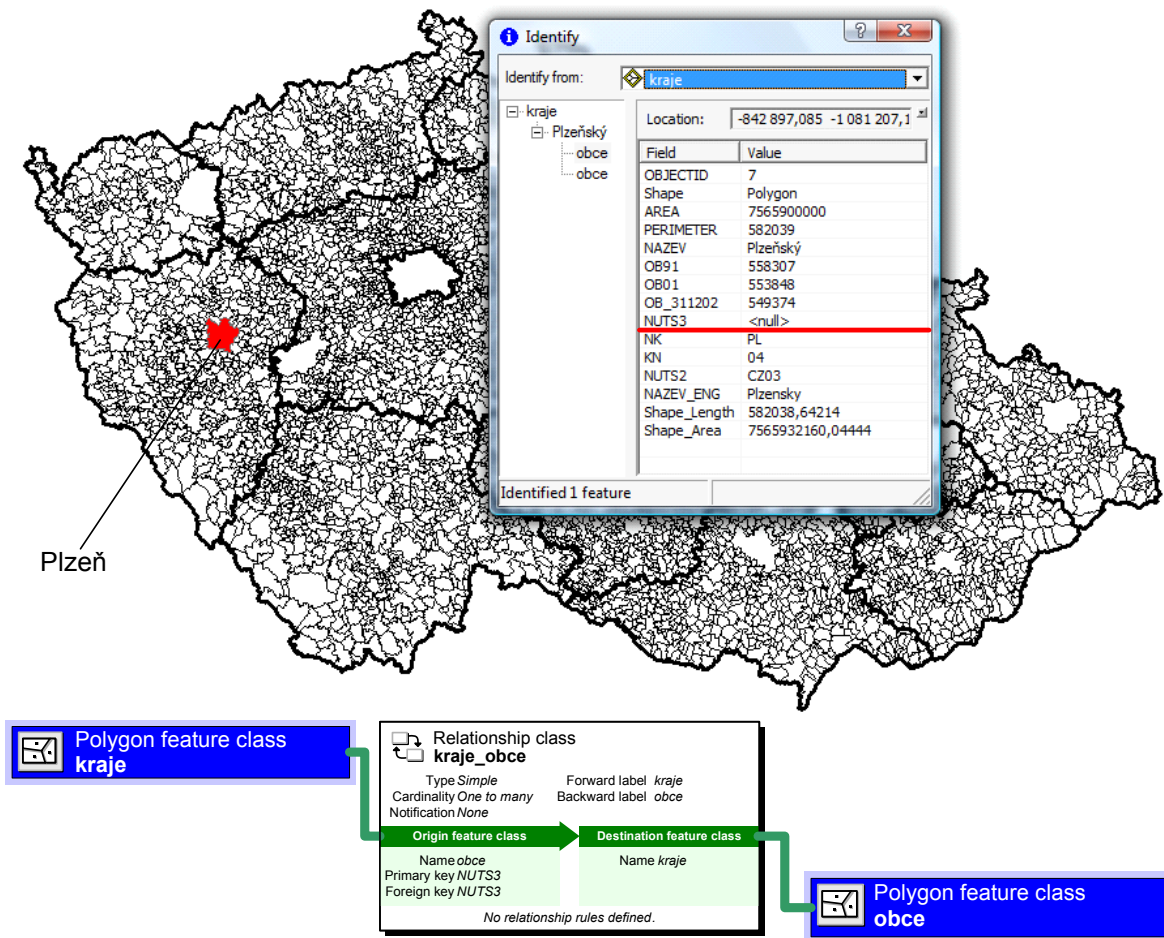 Identify
Identify from: kraje
kraje
Plzeňský
obce
obce
Location: -842 897,085 -1 081 207,1
Field Value
OBJECTID 7
Shape Polygon
AREA 7565900000
PERIMETER 582039
NAZEV Plzeňský
OB91 558307
OB01 553848
OB_311202 549374
NUTS3 <null>
NK PL
KN 04
NUTS2 CZ03
NAZEV_ENG Plzensky
Shape_Length 582038,64214
Shape_Area 7565932160,04444
Identified 1 feature
Plzeň
Polygon feature class
kraje
Relationship class
kraje_obce
Type Simple Forward label kraje
Cardinality One to many Backward label obce
Notification None
Origin feature class Destination feature class
Name obce Name kraje
Primary key NUTS3
Foreign key NUTS3
No relationship rules defined.
Polygon feature class
obce